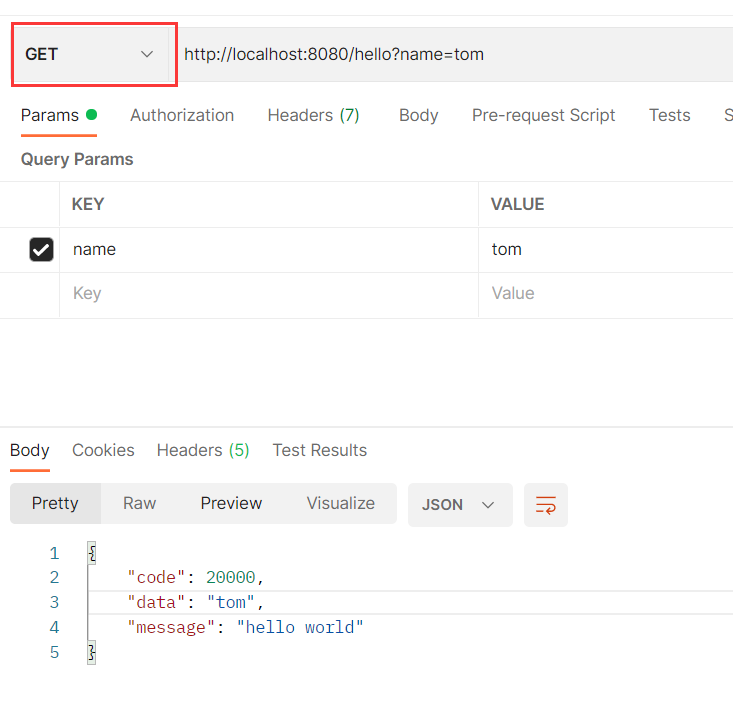 GET http://localhost:8080/hello?name=tom
Params Authorization Headers (7) Body Pre-request Script Tests S
Query Params
KEY VALUE
name tom
Key Value
Body Cookies Headers (5) Test Results
Pretty Raw Preview Visualize JSON
1 {
2 "code": 20000,
3 "data": "tom",
4 "message": "hello world"
5 }